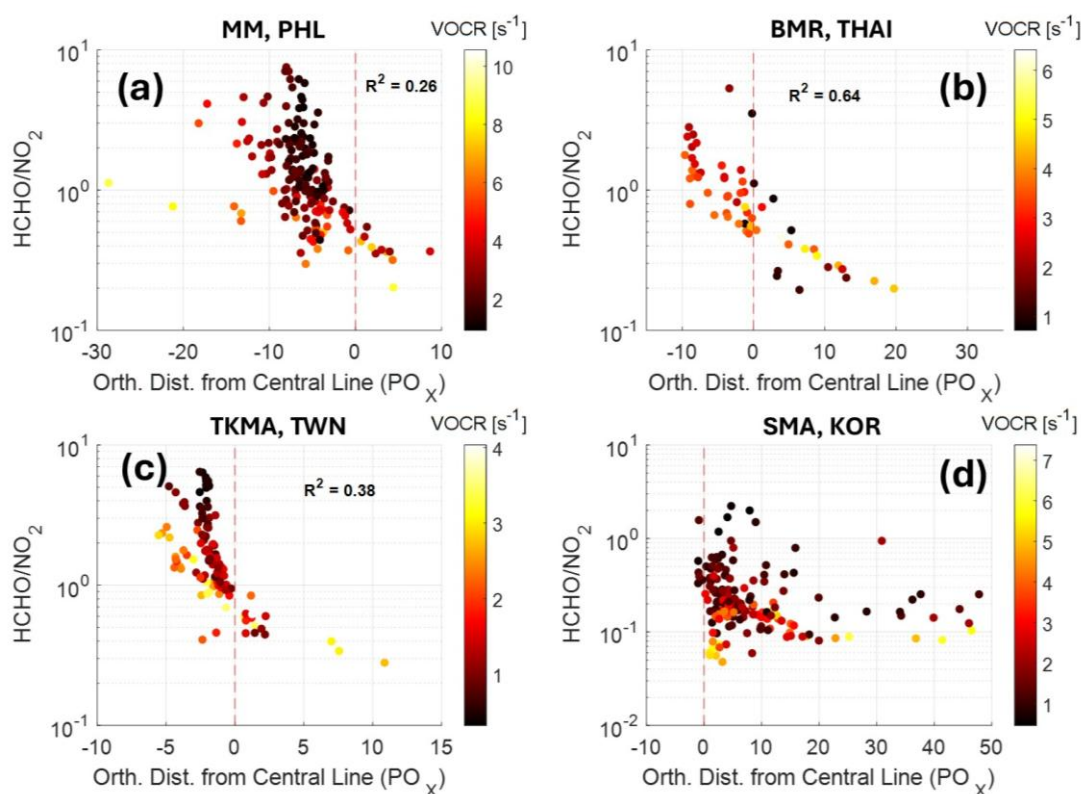 MM, PHL
VOCR [s⁻¹]
(a)
R² = 0.26
HCHO/NO₂
10¹
10⁰
10⁻¹
-30 -20 -10 0 10
Orth. Dist. from Central Line (PO_X)
10
8
6
4
2
BMR, THAI
VOCR [s⁻¹]
(b)
R² = 0.64
HCHO/NO₂
10¹
10⁰
10⁻¹
-10 0 10 20 30
Orth. Dist. from Central Line (PO_X)
6
5
4
3
2
1
TKMA, TWN
VOCR [s⁻¹]
(c)
R² = 0.38
HCHO/NO₂
10¹
10⁰
10⁻¹
-10 -5 0 5 10 15
Orth. Dist. from Central Line (PO_X)
4
3
2
1
SMA, KOR
VOCR [s⁻¹]
(d)
HCHO/NO₂
10¹
10⁰
10⁻¹
10⁻²
0 10 20 30 40 50
Orth. Dist. from Central Line (PO_X)
7
6
5
4
3
2
1